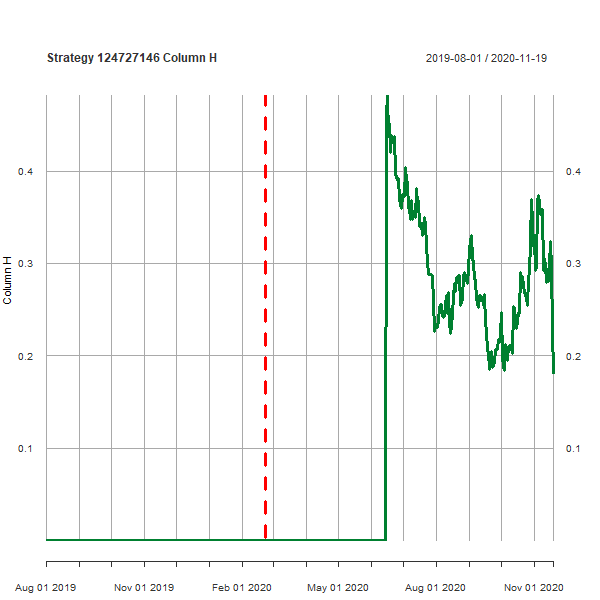 Strategy 124727146 Column H
2019-08-01 / 2020-11-19
Column H
0.4
0.4
0.3
0.3
0.2
0.2
0.1
0.1
Aug 01 2019
Nov 01 2019
Feb 01 2020
May 01 2020
Aug 01 2020
Nov 01 2020